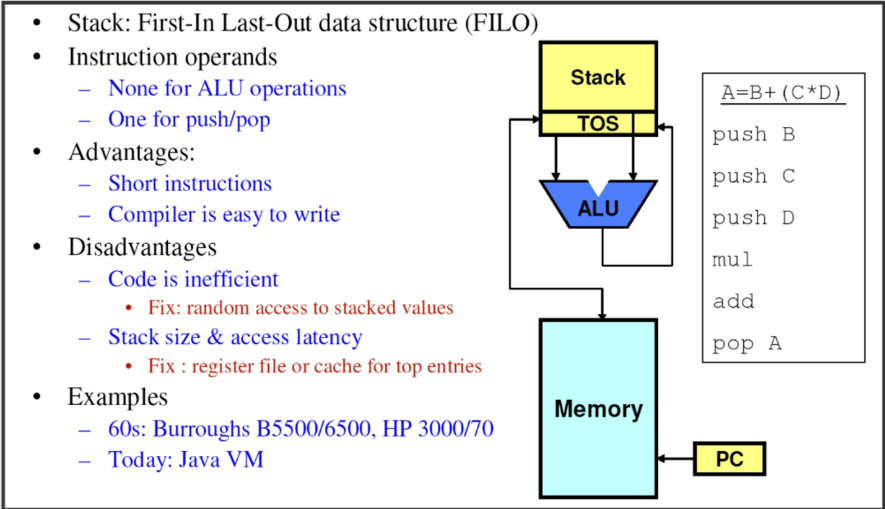 • Stack: First-In Last-Out data structure (FILO)
• Instruction operands
– None for ALU operations
– One for push/pop
• Advantages:
– Short instructions
– Compiler is easy to write
• Disadvantages
– Code is inefficient
• Fix: random access to stacked values
– Stack size & access latency
• Fix : register file or cache for top entries
• Examples
– 60s: Burroughs B5500/6500, HP 3000/70
– Today: Java VM
Stack
TOS
ALU
Memory
PC
A=B+(C*D)
push B
push C
push D
mul
add
pop A